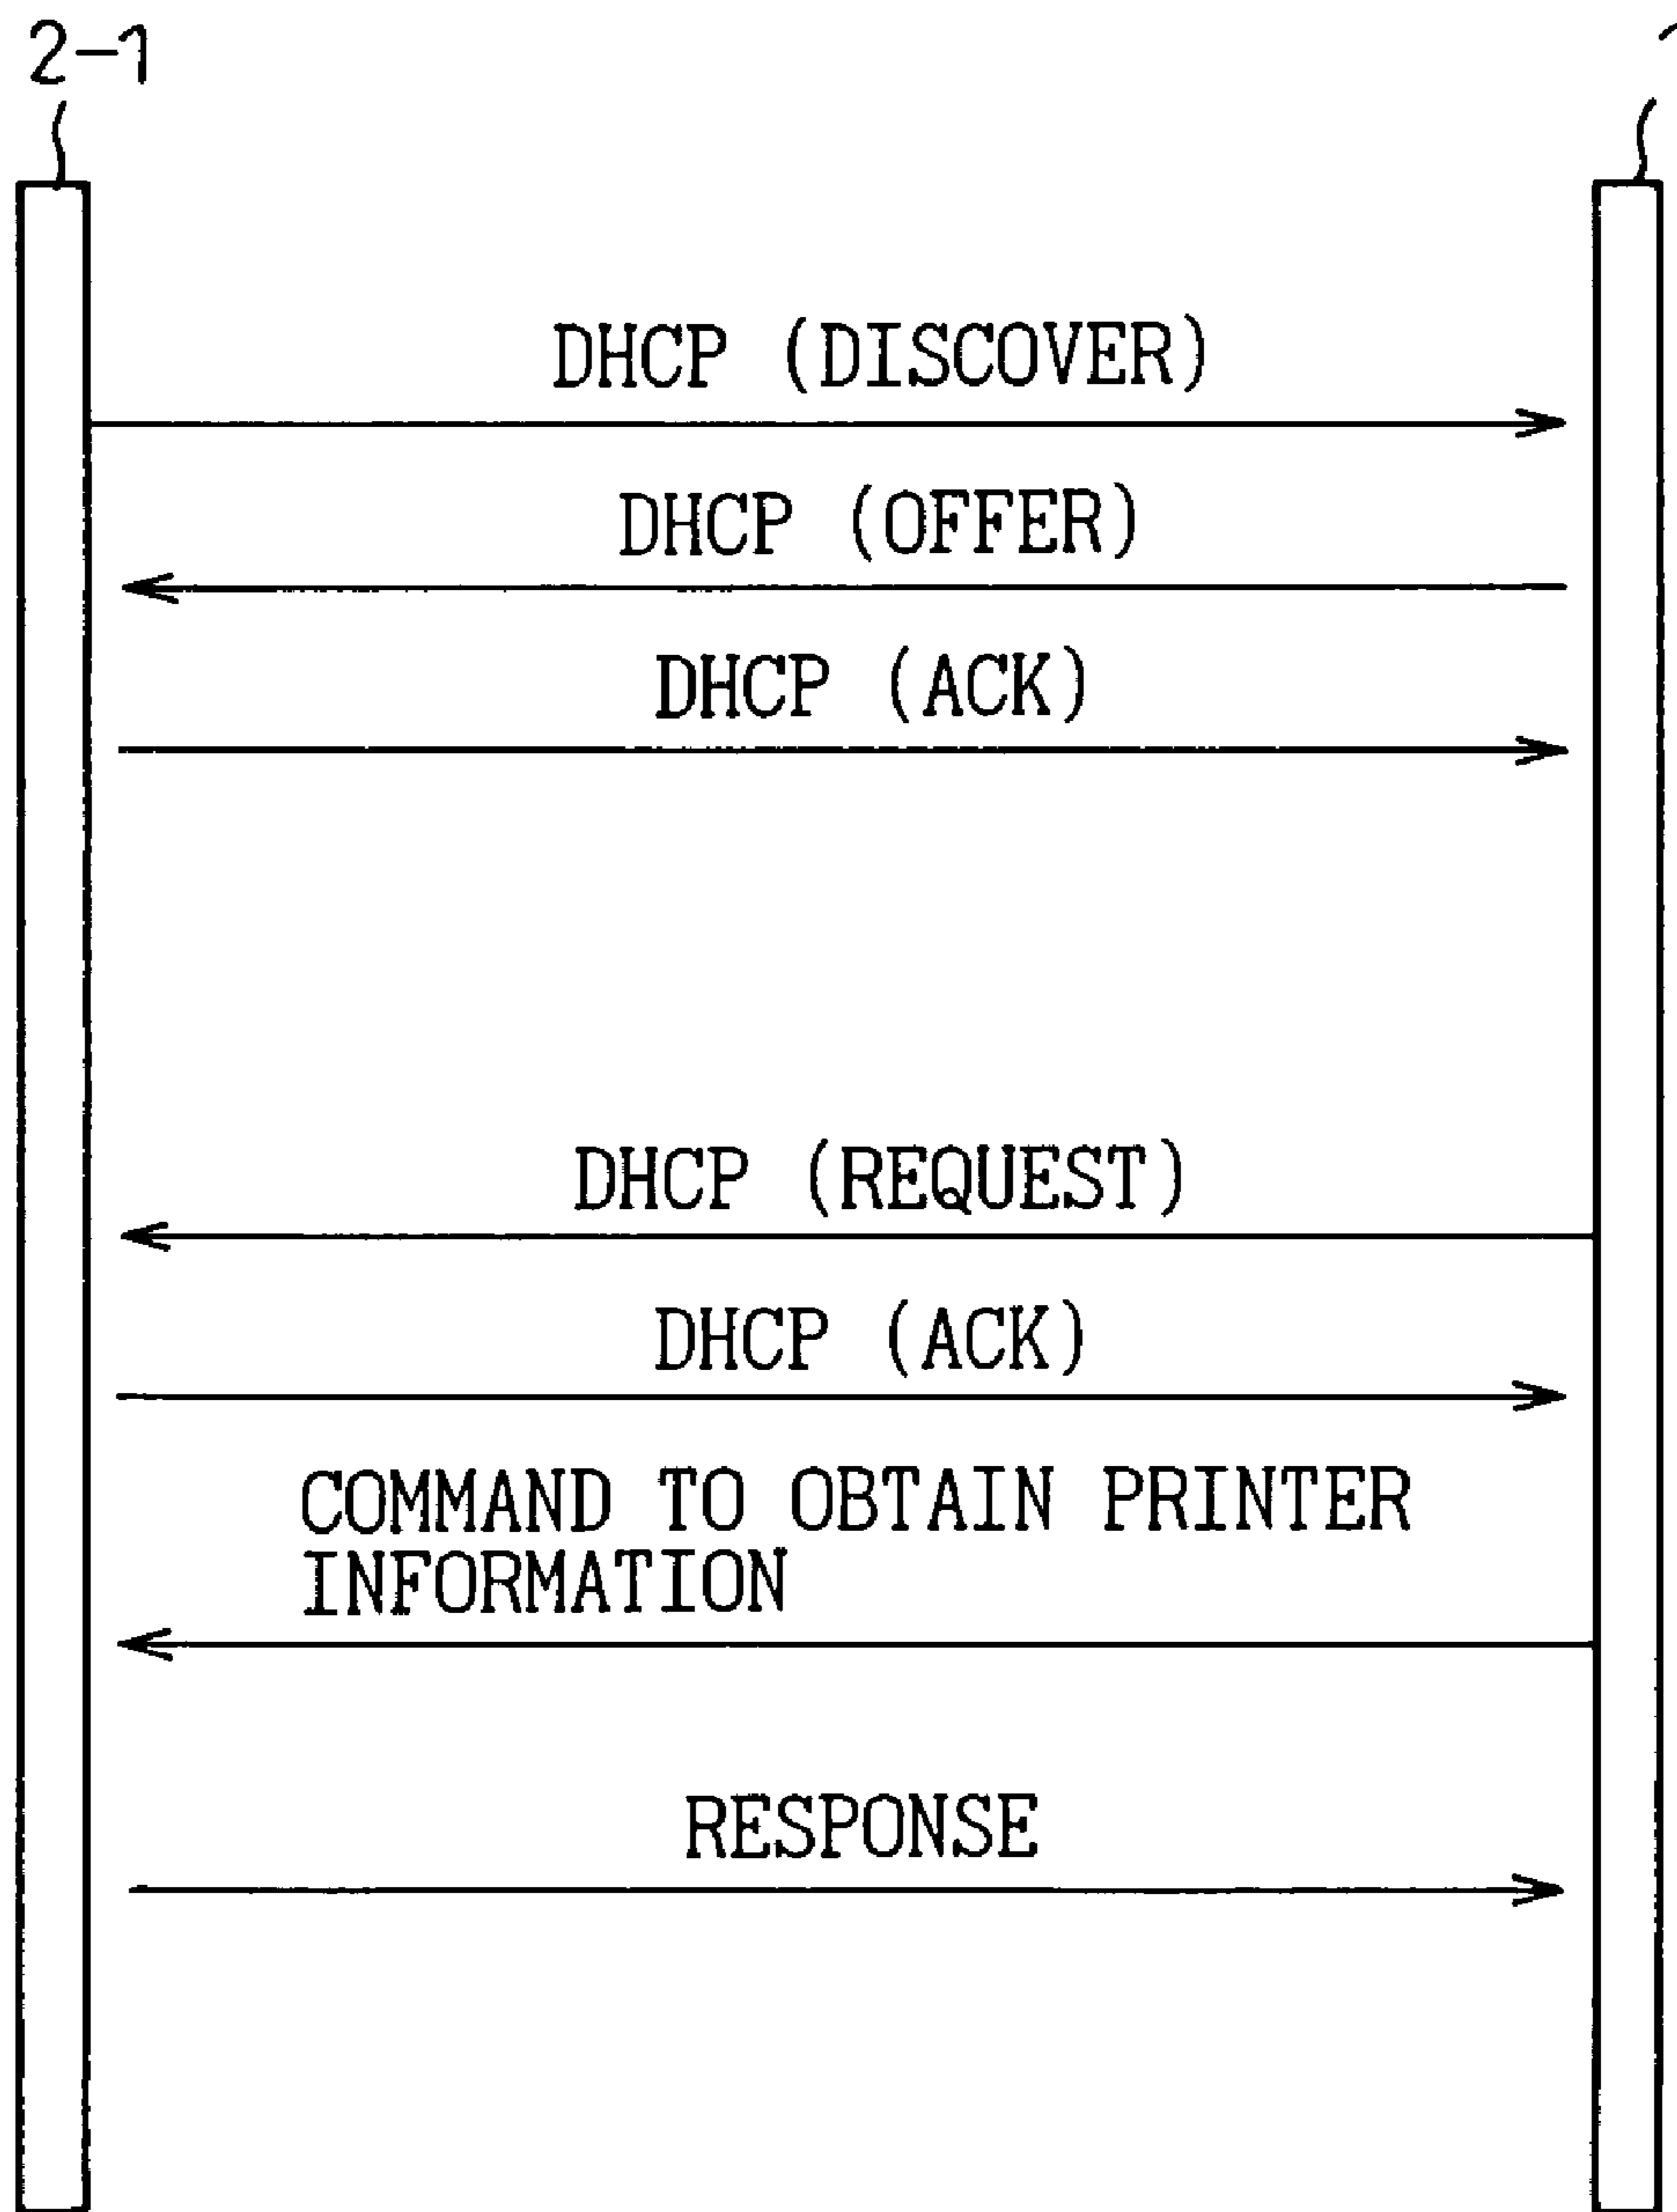 2-1
DHCP (DISCOVER)
DHCP (OFFER)
DHCP (ACK)
DHCP (REQUEST)
DHCP (ACK)
COMMAND TO OBTAIN PRINTER
INFORMATION
RESPONSE